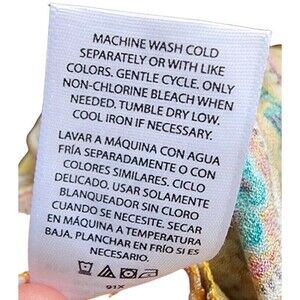 MACHINE WASH COLD
SEPARATELY OR WITH LIKE
COLORS. GENTLE CYCLE. ONLY
NON-CHLORINE BLEACH WHEN
NEEDED. TUMBLE DRY LOW.
COOL IRON IF NECESSARY.
LAVAR A MÁQUINA CON AGUA
FRÍA SEPARADAMENTE O CON
COLORES SIMILARES. CICLO
DELICADO. USAR SOLAMENTE
BLANQUEADOR SIN CLORO
CUANDO SE NECESITE. SECAR
EN MÁQUINA A TEMPERATURA
BAJA. PLANCHAR EN FRÍO SI ES
NECESARIO.
91X